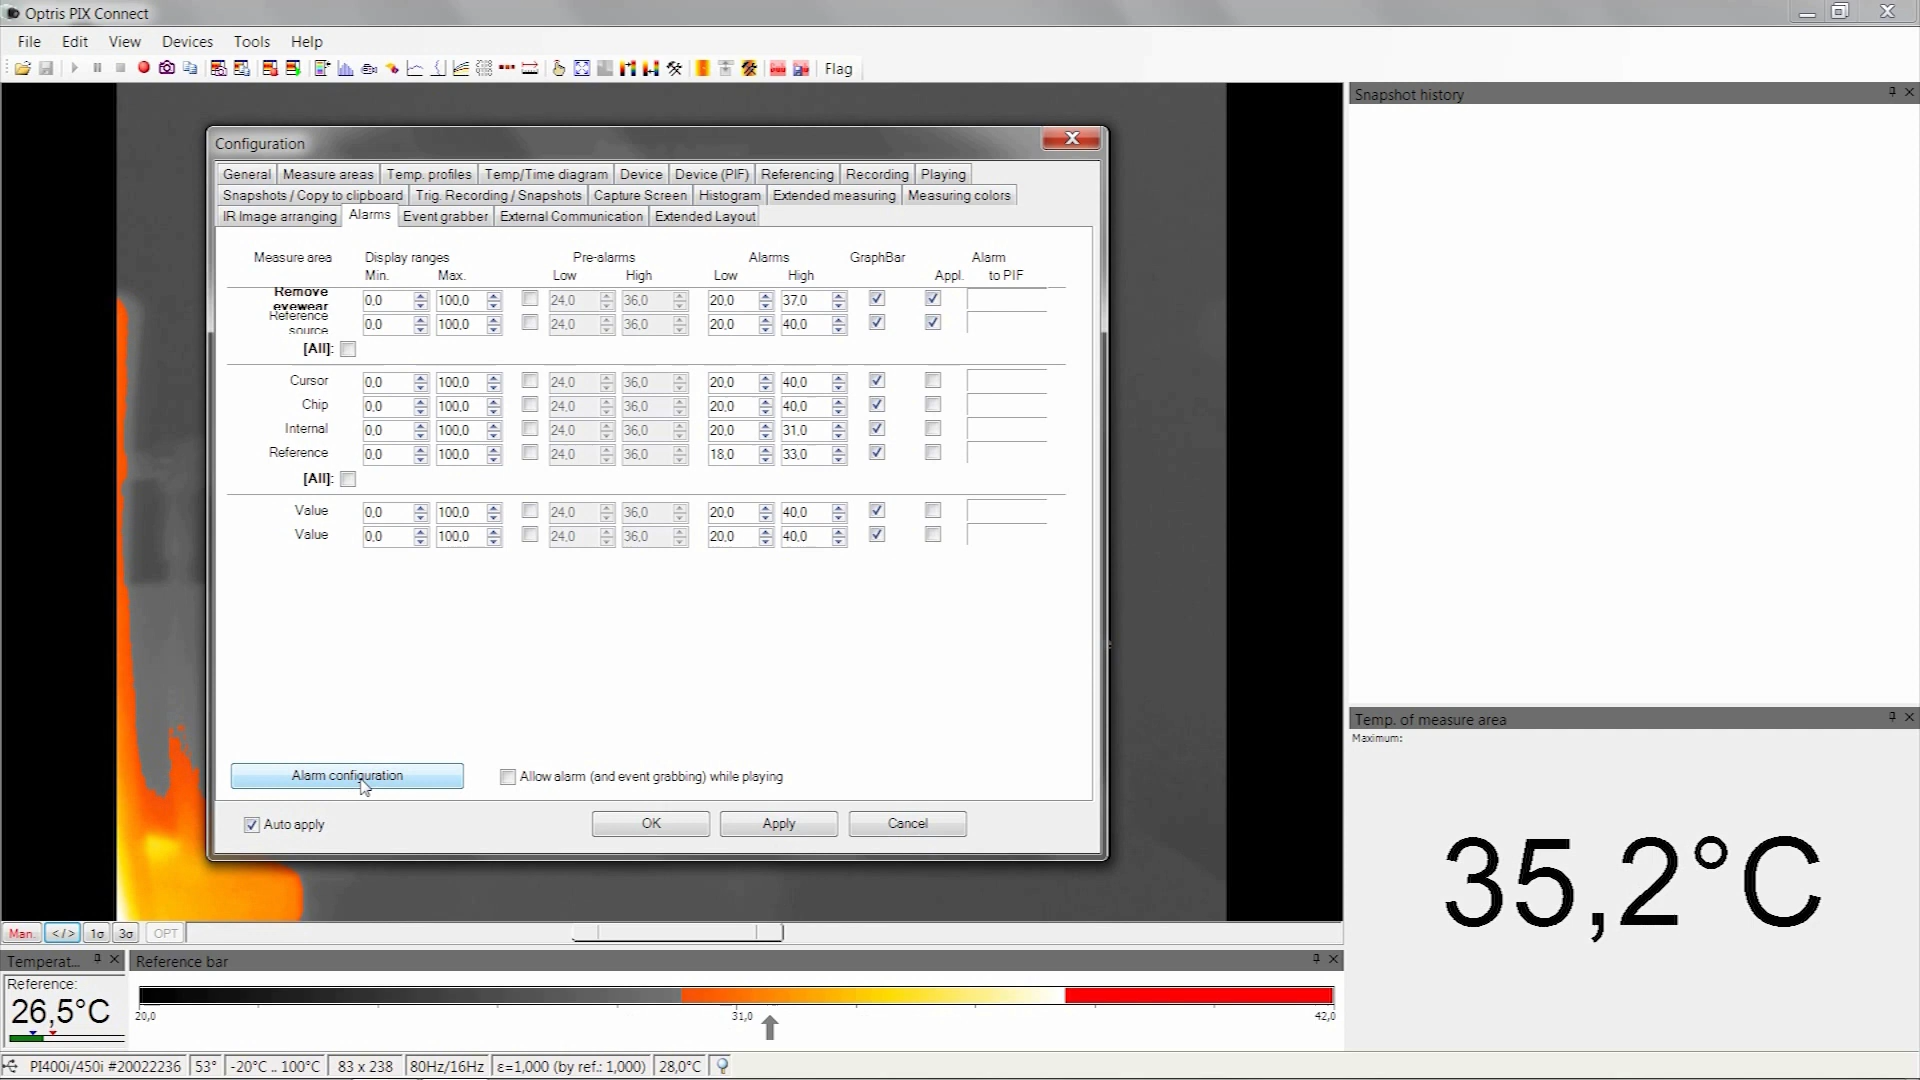 Optris PIX Connect
File Edit View Devices Tools Help
Flag
Snapshot history
Configuration
General Measure areas Temp. profiles Temp/Time diagram Device Device (PIF) Referencing Recording Playing
Snapshots / Copy to clipboard Trig. Recording / Snapshots Capture Screen Histogram Extended measuring Measuring colors
IR Image arranging Alarms Event grabber External Communication Extended Layout
Measure area Display ranges Pre-alarms Alarms GraphBar Alarm
Min. Max. Low High Low High Appl. to PIF
Remove
eyewear 0,0 100,0 24,0 36,0 20,0 37,0
Reference
source 0,0 100,0 24,0 36,0 20,0 40,0
[All]:
Cursor 0,0 100,0 24,0 36,0 20,0 40,0
Chip 0,0 100,0 24,0 36,0 20,0 40,0
Internal 0,0 100,0 24,0 36,0 20,0 31,0
Reference 0,0 100,0 24,0 36,0 18,0 33,0
[All]:
Value 0,0 100,0 24,0 36,0 20,0 40,0
Value 0,0 100,0 24,0 36,0 20,0 40,0
Alarm configuration Allow alarm (and event grabbing) while playing
Auto apply OK Apply Cancel
Temp. of measure area
Maximum:
35,2°C
Man. </> 1σ 3σ OPT
Temperat... Reference bar
Reference:
26,5°C
20,0 31,0 42,0
PI400i/450i #20022236 53° -20°C .. 100°C 83 x 238 80Hz/16Hz ε=1,000 (by ref.: 1,000) 28,0°C